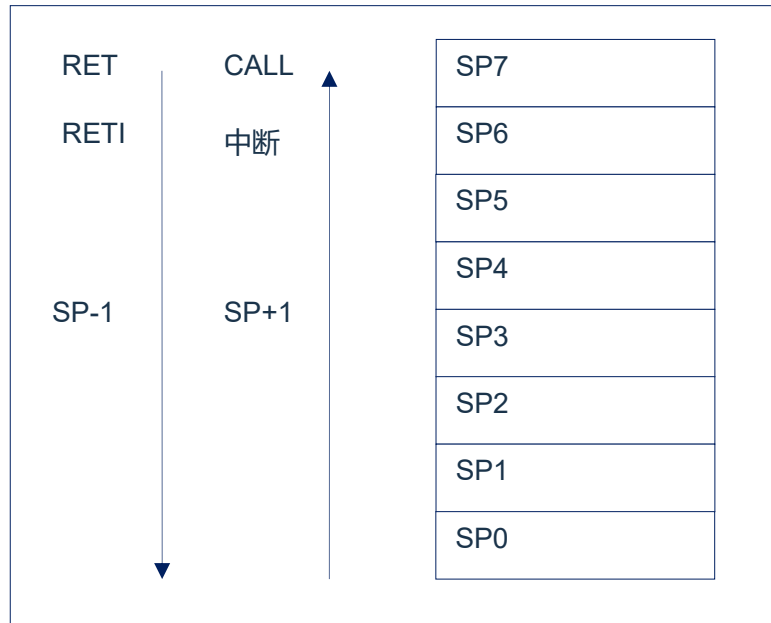 RET CALL SP7
RETI 中断 SP6
SP5
SP4
SP-1 SP+1 SP3
SP2
SP1
SP0